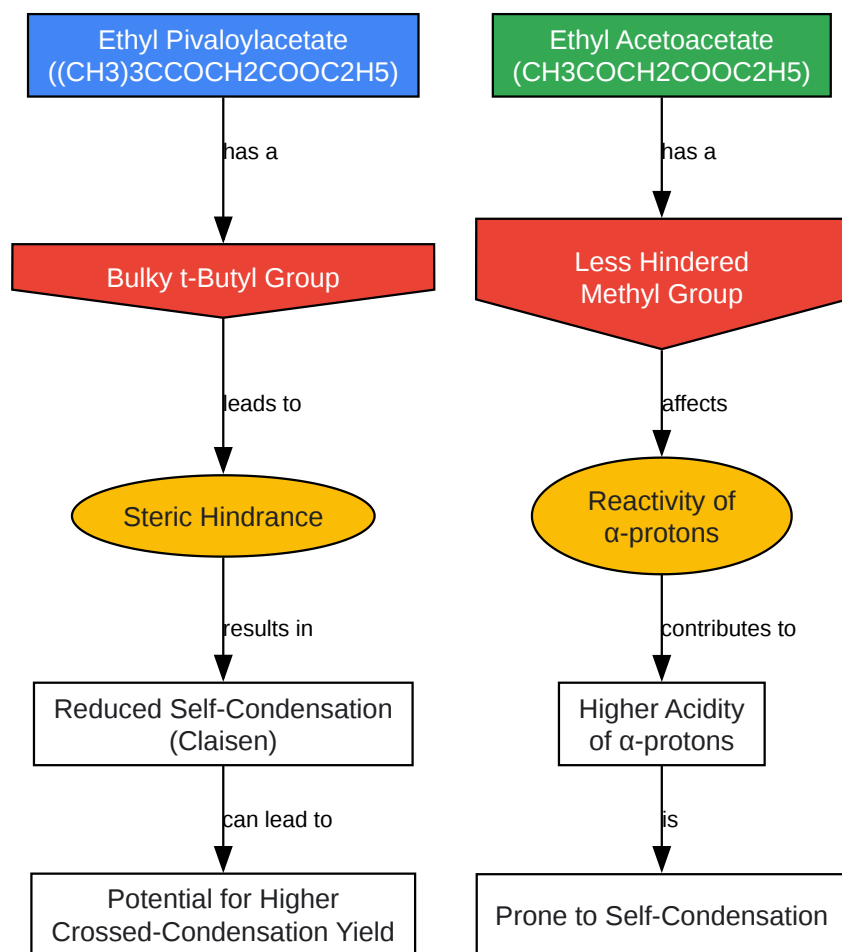 Ethyl Pivaloylacetate
((CH3)3CCOCH2COOC2H5)
has a
Bulky t-Butyl Group
leads to
Steric Hindrance
results in
Reduced Self-Condensation
(Claisen)
can lead to
Potential for Higher
Crossed-Condensation Yield
Ethyl Acetoacetate
(CH3COCH2COOC2H5)
has a
Less Hindered
Methyl Group
affects
Reactivity of
α-protons
contributes to
Higher Acidity
of α-protons
is
Prone to Self-Condensation